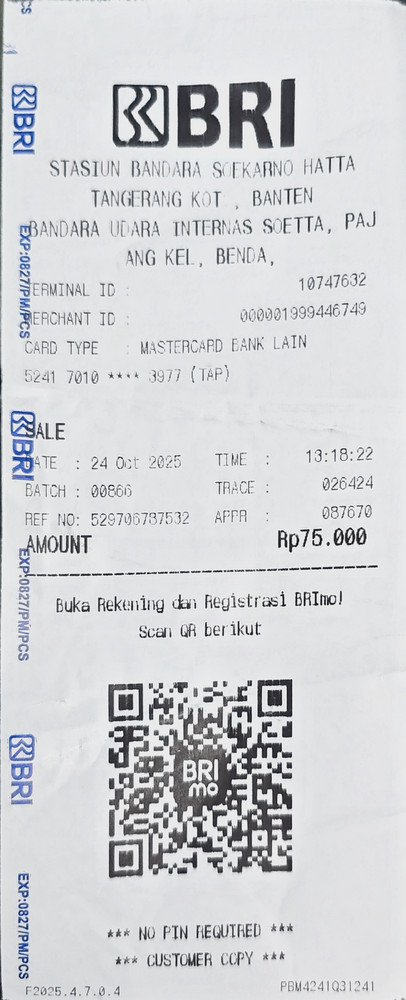 BRI
STASIUN BANDARA SOEKARNO HATTA
TANGERANG KOT , BANTEN
BANDARA UDARA INTERNAS SOETTA, PAJ
ANG KEL, BENDA,
TERMINAL ID : 10747632
MERCHANT ID : 000001999446749
CARD TYPE : MASTERCARD BANK LAIN
5241 7010 **** 3977 (TAP)
SALE
DATE : 24 Oct 2025 TIME : 13:18:22
BATCH : 00866 TRACE : 026424
REF NO: 529706787532 APPR : 087670
AMOUNT Rp75.000
Buka Rekening dan Registrasi BRImo!
Scan QR berikut
BRI
mo
*** NO PIN REQUIRED ***
*** CUSTOMER COPY ***
F2025.4.7.0.4 PBM4241Q31241
CS
BRI
EXP:0827/PM/PCS
BRI
EXP:0827/PM/PCS
BRI
EXP:0827/PM/PCS